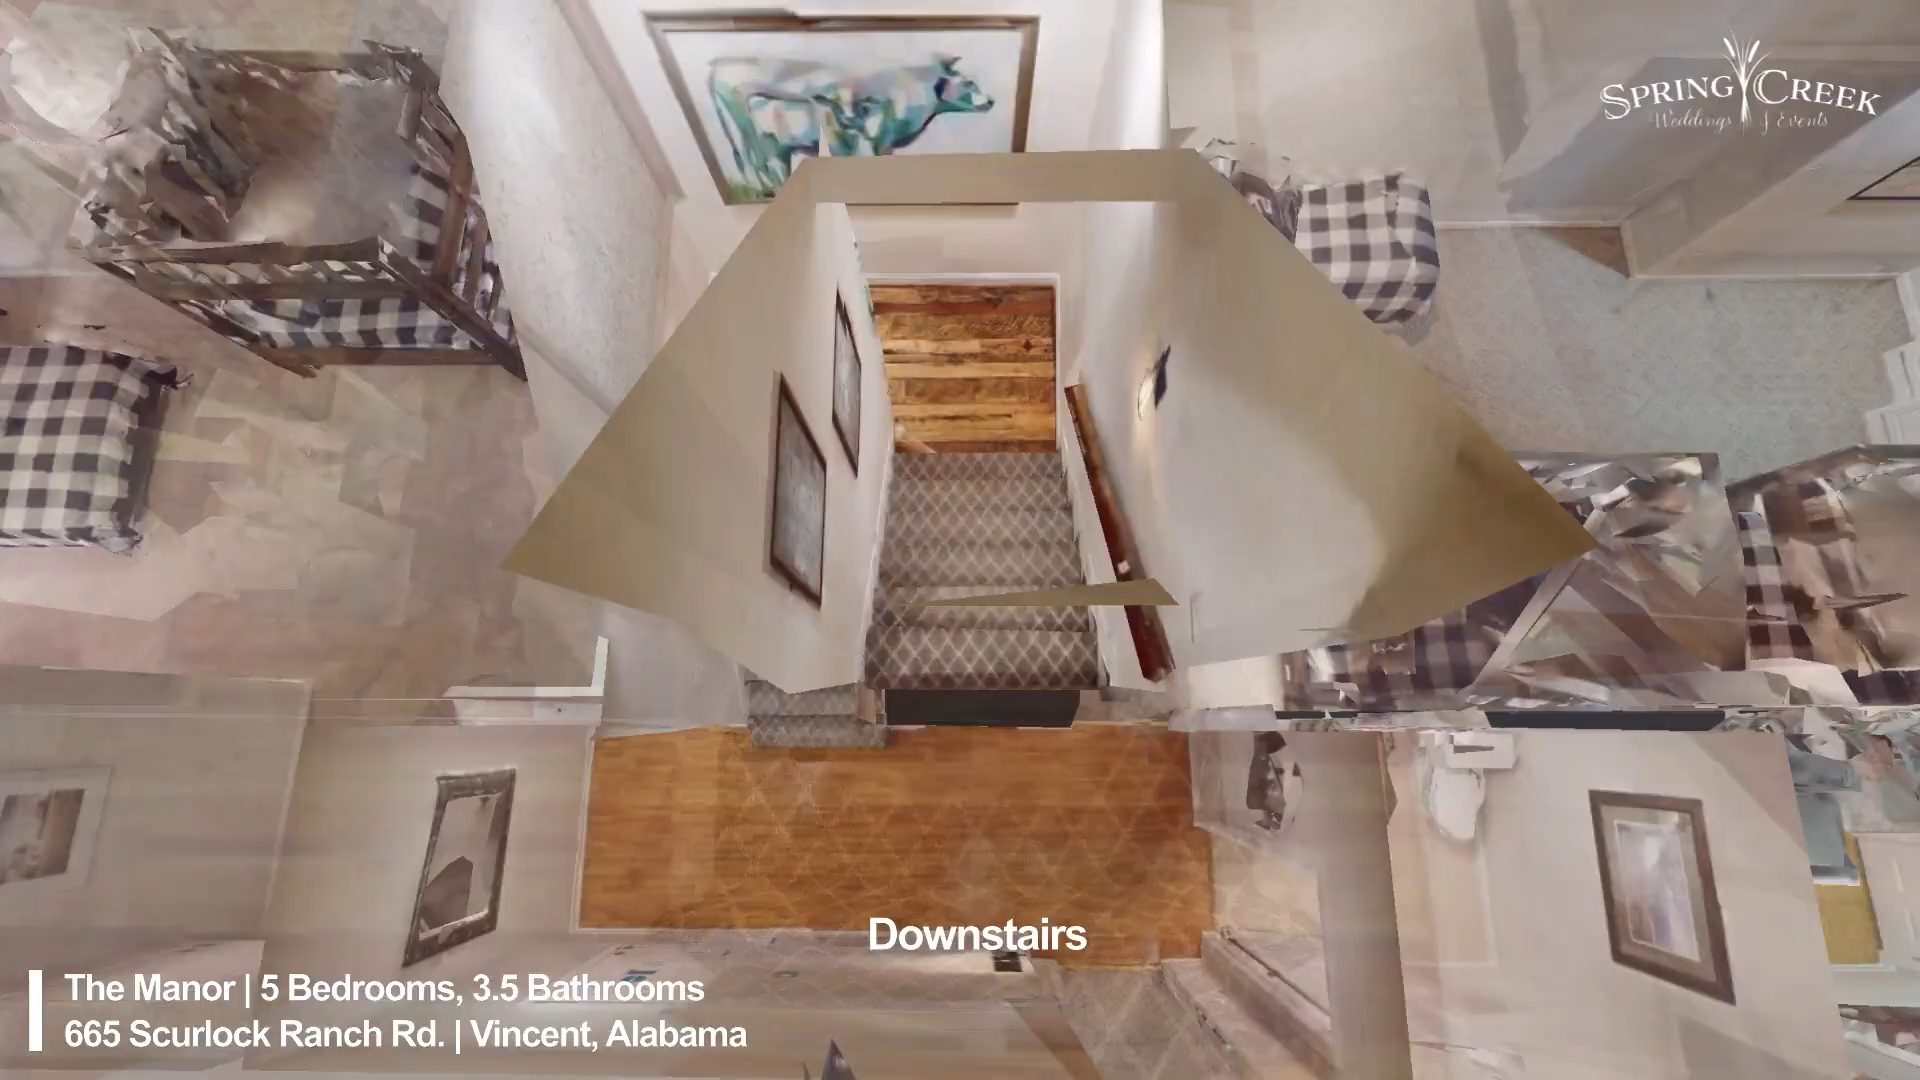 SPRING CREEK
Weddings & Events
Downstairs
The Manor | 5 Bedrooms, 3.5 Bathrooms
665 Scurlock Ranch Rd. | Vincent, Alabama